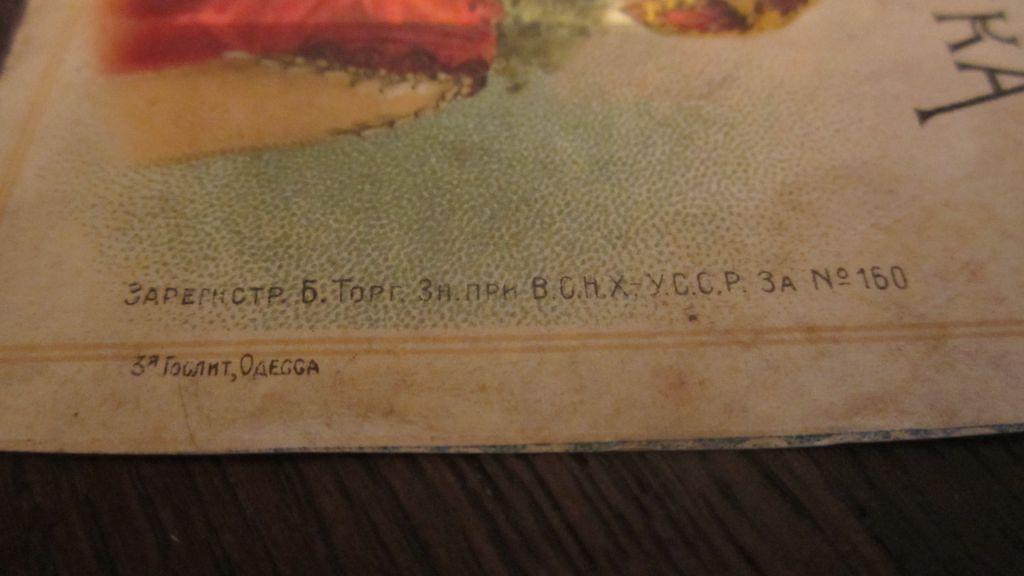 КА
ЗАРЕГИСТР. Б. ТОРГ. ЗН. ПРИ В.С.Н.Х.-У.С.С.Р. ЗА № 160
3я ГОСЛИТ, ОДЕССА